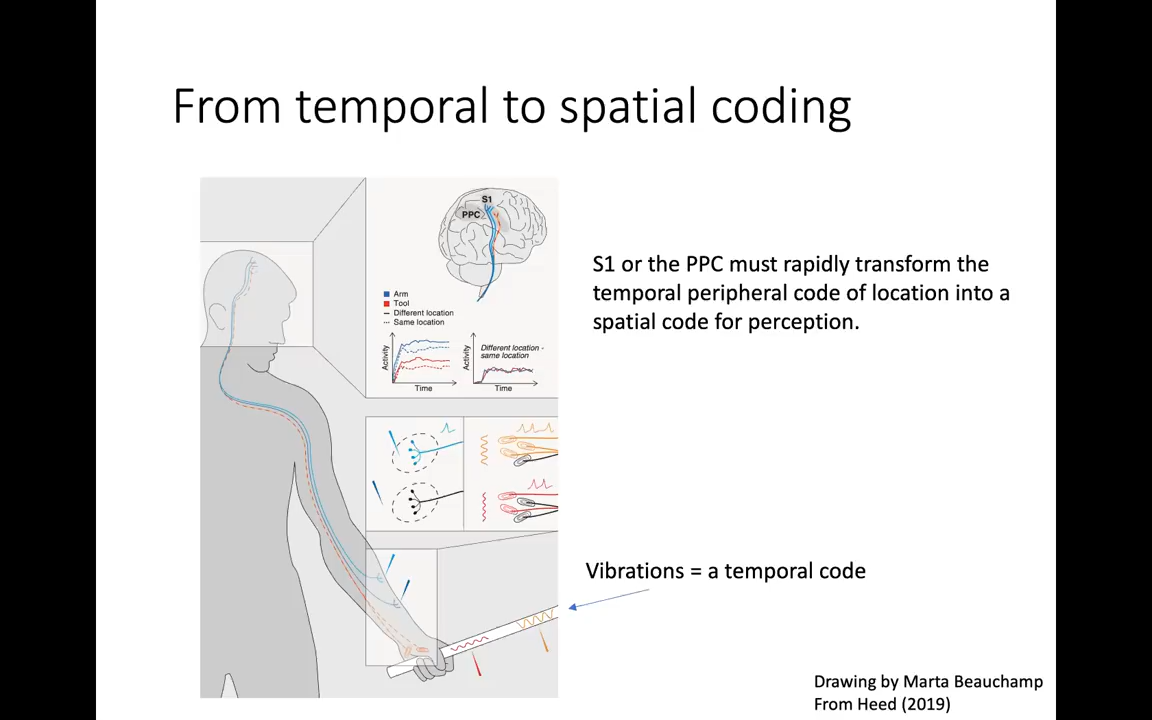 From temporal to spatial coding
S1
PPC
Arm
Tool
Different location
Same location
Activity
Time
Activity
Different location -
same location
Time
S1 or the PPC must rapidly transform the
temporal peripheral code of location into a
spatial code for perception.
Vibrations = a temporal code
Drawing by Marta Beauchamp
From Heed (2019)